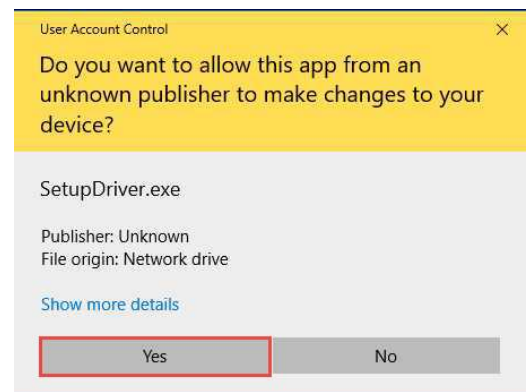 User Account Control
Do you want to allow this app from an
unknown publisher to make changes to your
device?
SetupDriver.exe
Publisher: Unknown
File origin: Network drive
Show more details
Yes
No